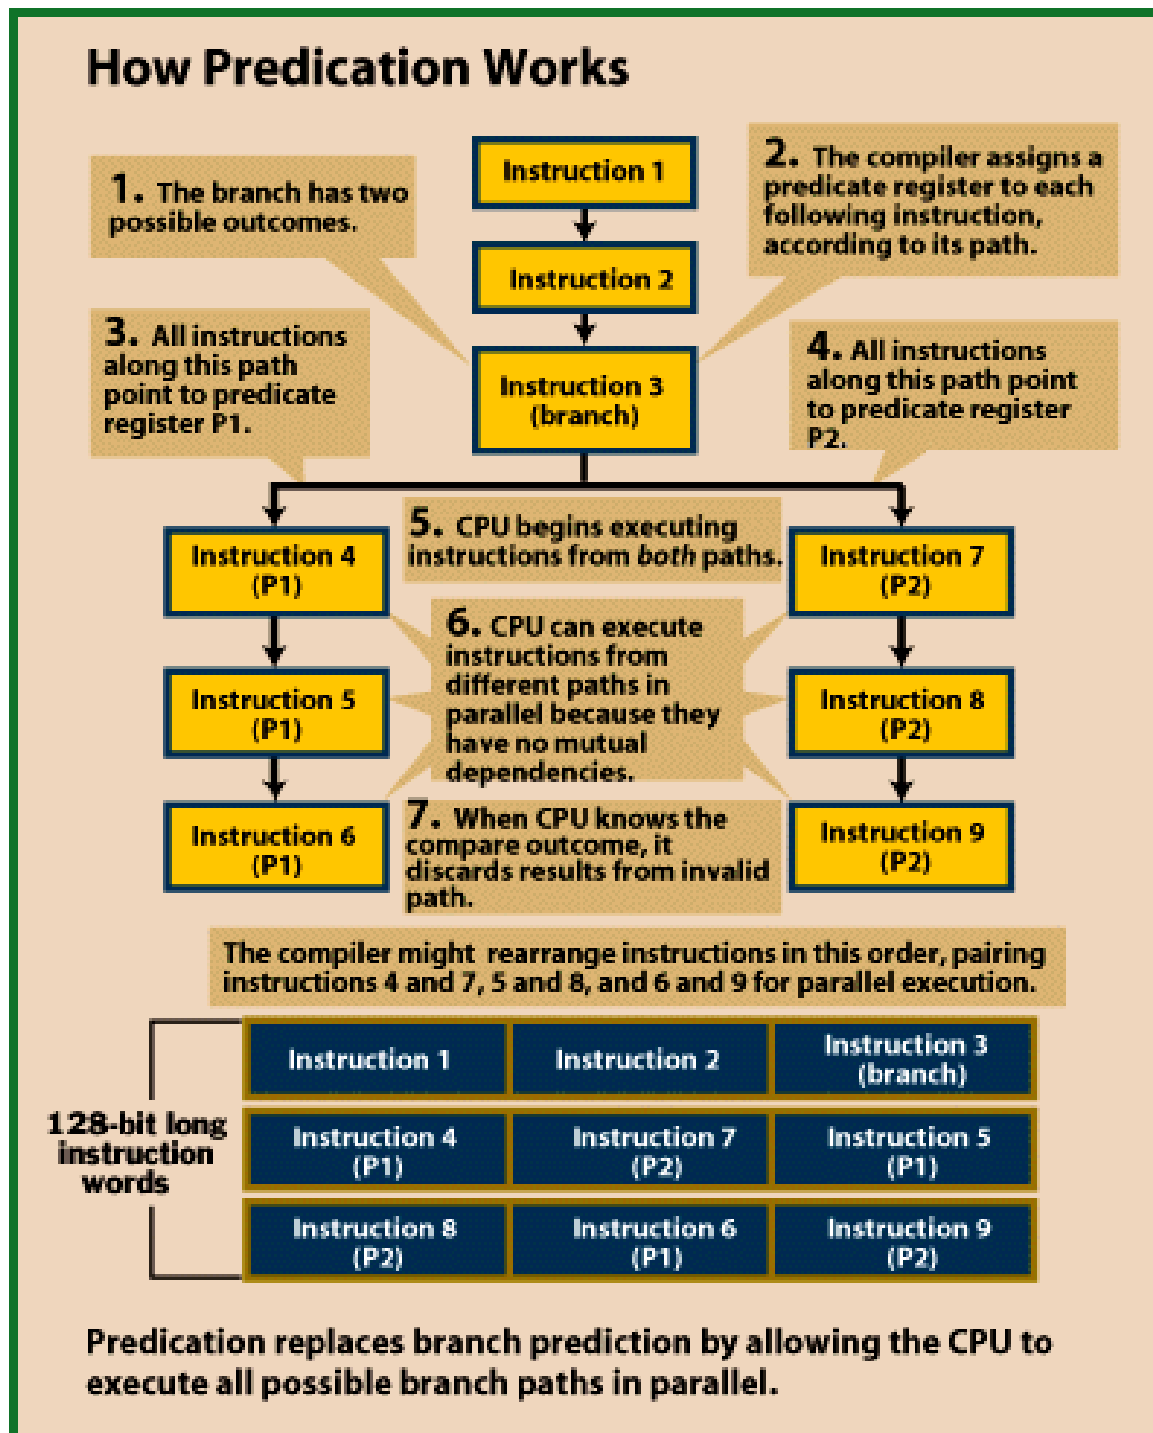 How Predication Works
1. The branch has two
possible outcomes.
Instruction 1
2. The compiler assigns a
predicate register to each
following instruction,
according to its path.
Instruction 2
3. All instructions
along this path
point to predicate
register P1.
Instruction 3
(branch)
4. All instructions
along this path point
to predicate register
P2.
Instruction 4
(P1)
5. CPU begins executing
instructions from both paths.
Instruction 7
(P2)
6. CPU can execute
instructions from
different paths in
parallel because they
have no mutual
dependencies.
Instruction 5
(P1)
Instruction 8
(P2)
Instruction 6
(P1)
7. When CPU knows the
compare outcome, it
discards results from invalid
path.
Instruction 9
(P2)
The compiler might rearrange instructions in this order, pairing
instructions 4 and 7, 5 and 8, and 6 and 9 for parallel execution.
128-bit long
instruction
words
Instruction 1
Instruction 2
Instruction 3
(branch)
Instruction 4
(P1)
Instruction 7
(P2)
Instruction 5
(P1)
Instruction 8
(P2)
Instruction 6
(P1)
Instruction 9
(P2)
Predication replaces branch prediction by allowing the CPU to
execute all possible branch paths in parallel.